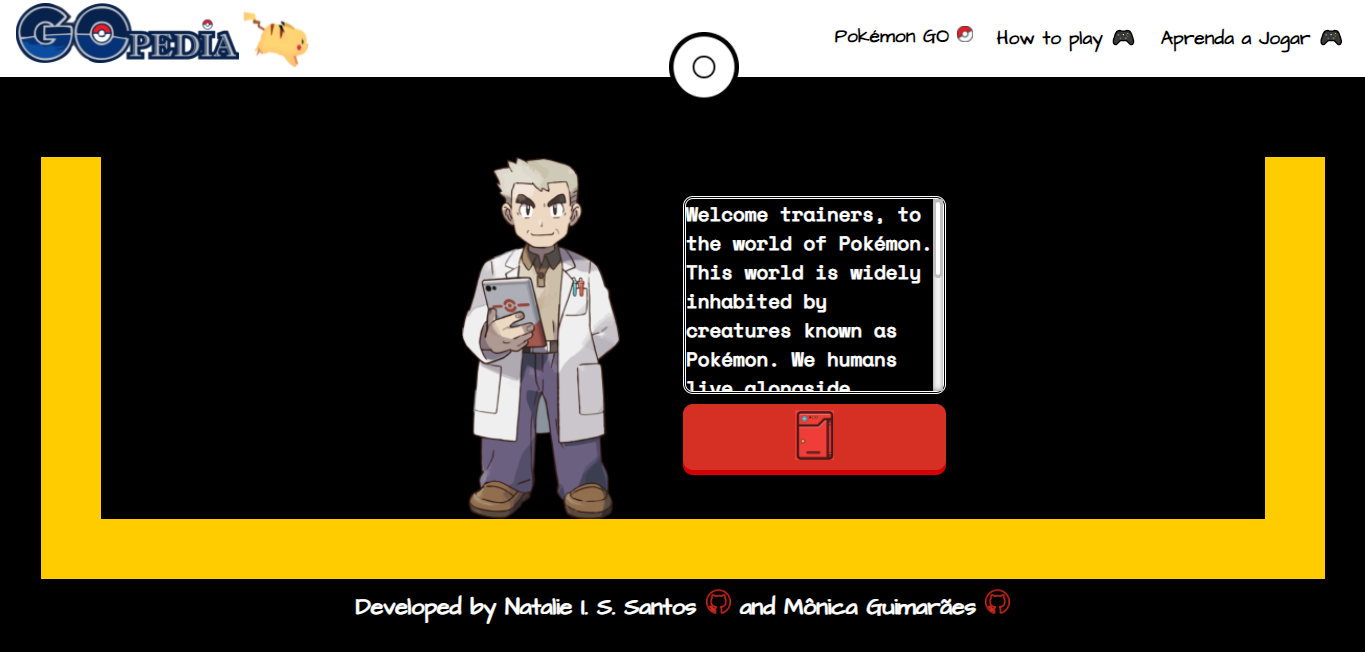 GOPEDIA
Pokémon GO
How to play
Aprenda a Jogar
Welcome trainers, to
the world of Pokémon.
This world is widely
inhabited by
creatures known as
Pokémon. We humans
live alongside
Developed by Natalie I. S. Santos and Mônica Guimarães